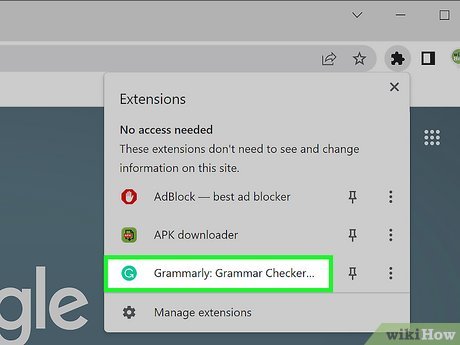 Extensions
No access needed
These extensions don't need to see and change
information on this site.
AdBlock — best ad blocker
APK downloader
Grammarly: Grammar Checker...
gle
Manage extensions
wikiHow